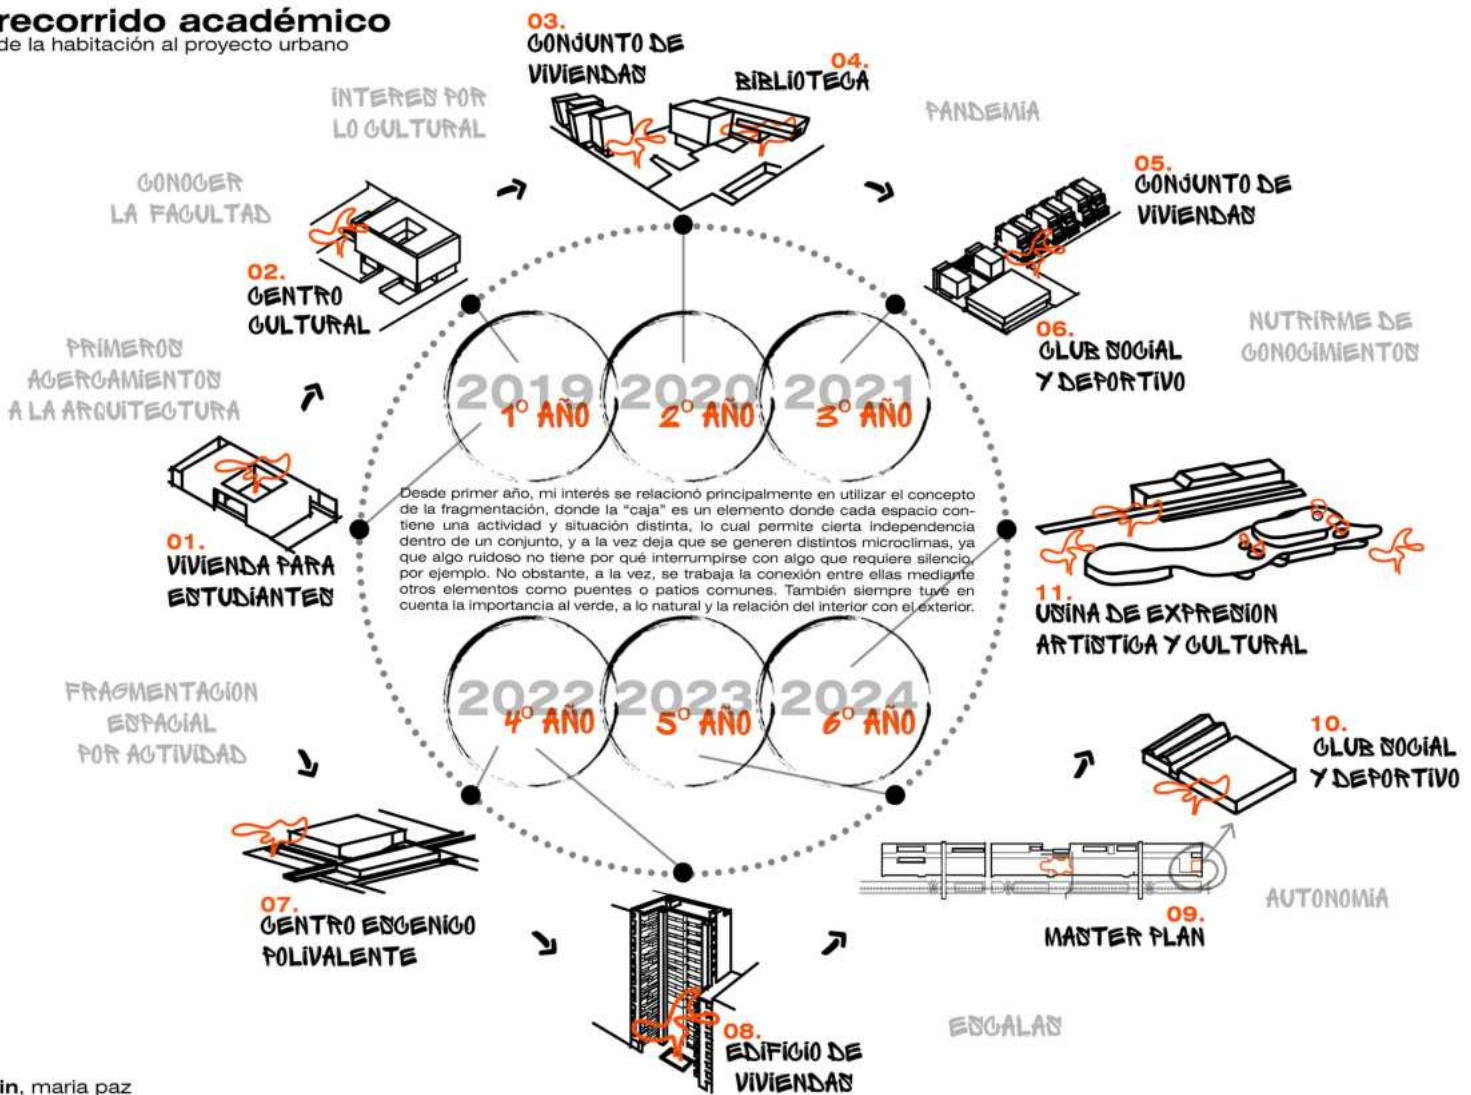 recorrido académico
de la habitación al proyecto urbano
03.
CONJUNTO DE
VIVIENDAS
04.
BIBLIOTECA
INTERES POR
LO CULTURAL
PANDEMIA
CONOCER
LA FACULTAD
05.
CONJUNTO DE
VIVIENDAS
02.
CENTRO
CULTURAL
06.
CLUB SOCIAL
Y DEPORTIVO
NUTRIRME DE
CONOCIMIENTOS
PRIMEROS
ACERCAMIENTOS
A LA ARQUITECTURA
2019 2020 2021
1º AÑO 2º AÑO 3º AÑO
01.
VIVIENDA PARA
ESTUDIANTES
Desde primer año, mi interés se relacionó principalmente en utilizar el concepto
de la fragmentación, donde la "caja" es un elemento donde cada espacio con-
tiene una actividad y situación distinta, lo cual permite cierta independencia
dentro de un conjunto, y a la vez deja que se generen distintos microclimas, ya
que algo ruidoso no tiene por qué interrumpirse con algo que requiere silencio,
por ejemplo. No obstante, a la vez, se trabaja la conexión entre ellas mediante
otros elementos como puentes o patios comunes. También siempre tuve en
cuenta la importancia al verde, a lo natural y la relación del interior con el exterior.
11.
USINA DE EXPRESION
ARTISTICA Y CULTURAL
2022 2023 2024
4º AÑO 5º AÑO 6º AÑO
FRAGMENTACION
ESPACIAL
POR ACTIVIDAD
10.
CLUB SOCIAL
Y DEPORTIVO
07.
CENTRO ESCENICO
POLIVALENTE
09.
MASTER PLAN
AUTONOMIA
08.
EDIFICIO DE
VIVIENDAS
ESCALAS
in, maria paz